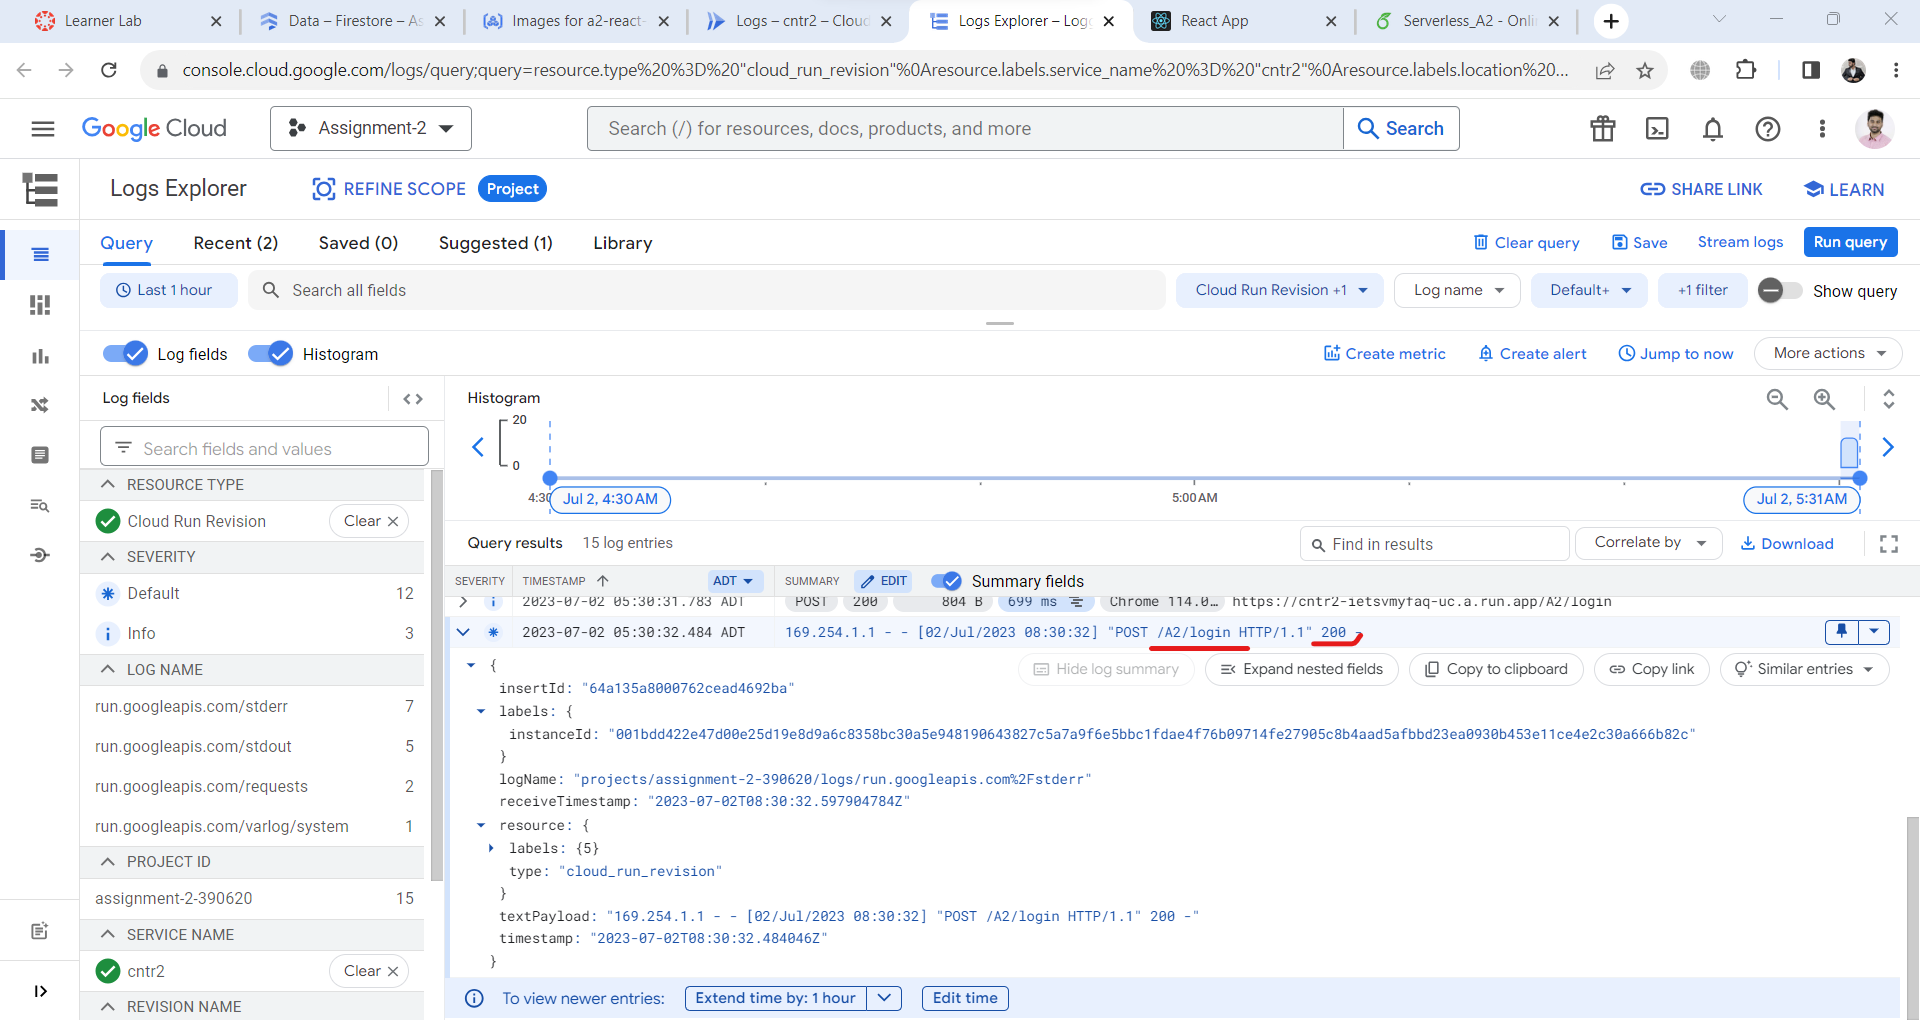 Learner Lab
Data – Firestore – As
Images for a2-react-
Logs – cntr2 – Cloud
Logs Explorer – Logg
React App
Serverless_A2 - Onli
console.cloud.google.com/logs/query;query=resource.type%20%3D%20"cloud_run_revision"%0Aresource.labels.service_name%20%3D%20"cntr2"%0Aresource.labels.location%20...
Google Cloud
Assignment-2
Search (/) for resources, docs, products, and more
Search
Logs Explorer
REFINE SCOPE
Project
SHARE LINK
LEARN
Query
Recent (2)
Saved (0)
Suggested (1)
Library
Clear query
Save
Stream logs
Run query
Last 1 hour
Search all fields
Cloud Run Revision +1
Log name
Default+
+1 filter
Show query
Log fields
Histogram
Create metric
Create alert
Jump to now
More actions
Log fields
Search fields and values
RESOURCE TYPE
Cloud Run Revision
Clear
SEVERITY
Default 12
Info 3
LOG NAME
run.googleapis.com/stderr 7
run.googleapis.com/stdout 5
run.googleapis.com/requests 2
run.googleapis.com/varlog/system 1
PROJECT ID
assignment-2-390620 15
SERVICE NAME
cntr2
Clear
REVISION NAME
Histogram
20
0
4:30
Jul 2, 4:30 AM
5:00 AM
Jul 2, 5:31 AM
Query results 15 log entries
Find in results
Correlate by
Download
SEVERITY TIMESTAMP ADT SUMMARY EDIT Summary fields
2023-07-02 05:30:31.783 ADT POST 200 804 B 699 ms Chrome 114.0… https://cntr2-ietsvmyfaq-uc.a.run.app/A2/login
2023-07-02 05:30:32.484 ADT 169.254.1.1 - - [02/Jul/2023 08:30:32] "POST /A2/login HTTP/1.1" 200 -
Hide log summary
Expand nested fields
Copy to clipboard
Copy link
Similar entries
{
insertId: "64a135a8000762cead4692ba"
labels: {
instanceId: "001bdd422e47d00e25d19e8d9a6c8358bc30a5e948190643827c5a7a9f6e5bbc1fdae4f76b09714fe27905c8b4aad5afbbd23ea0930b453e11ce4e2c30a666b82c"
}
logName: "projects/assignment-2-390620/logs/run.googleapis.com%2Fstderr"
receiveTimestamp: "2023-07-02T08:30:32.597904784Z"
resource: {
labels: {5}
type: "cloud_run_revision"
}
textPayload: "169.254.1.1 - - [02/Jul/2023 08:30:32] "POST /A2/login HTTP/1.1" 200 -"
timestamp: "2023-07-02T08:30:32.484046Z"
}
To view newer entries:
Extend time by: 1 hour
Edit time